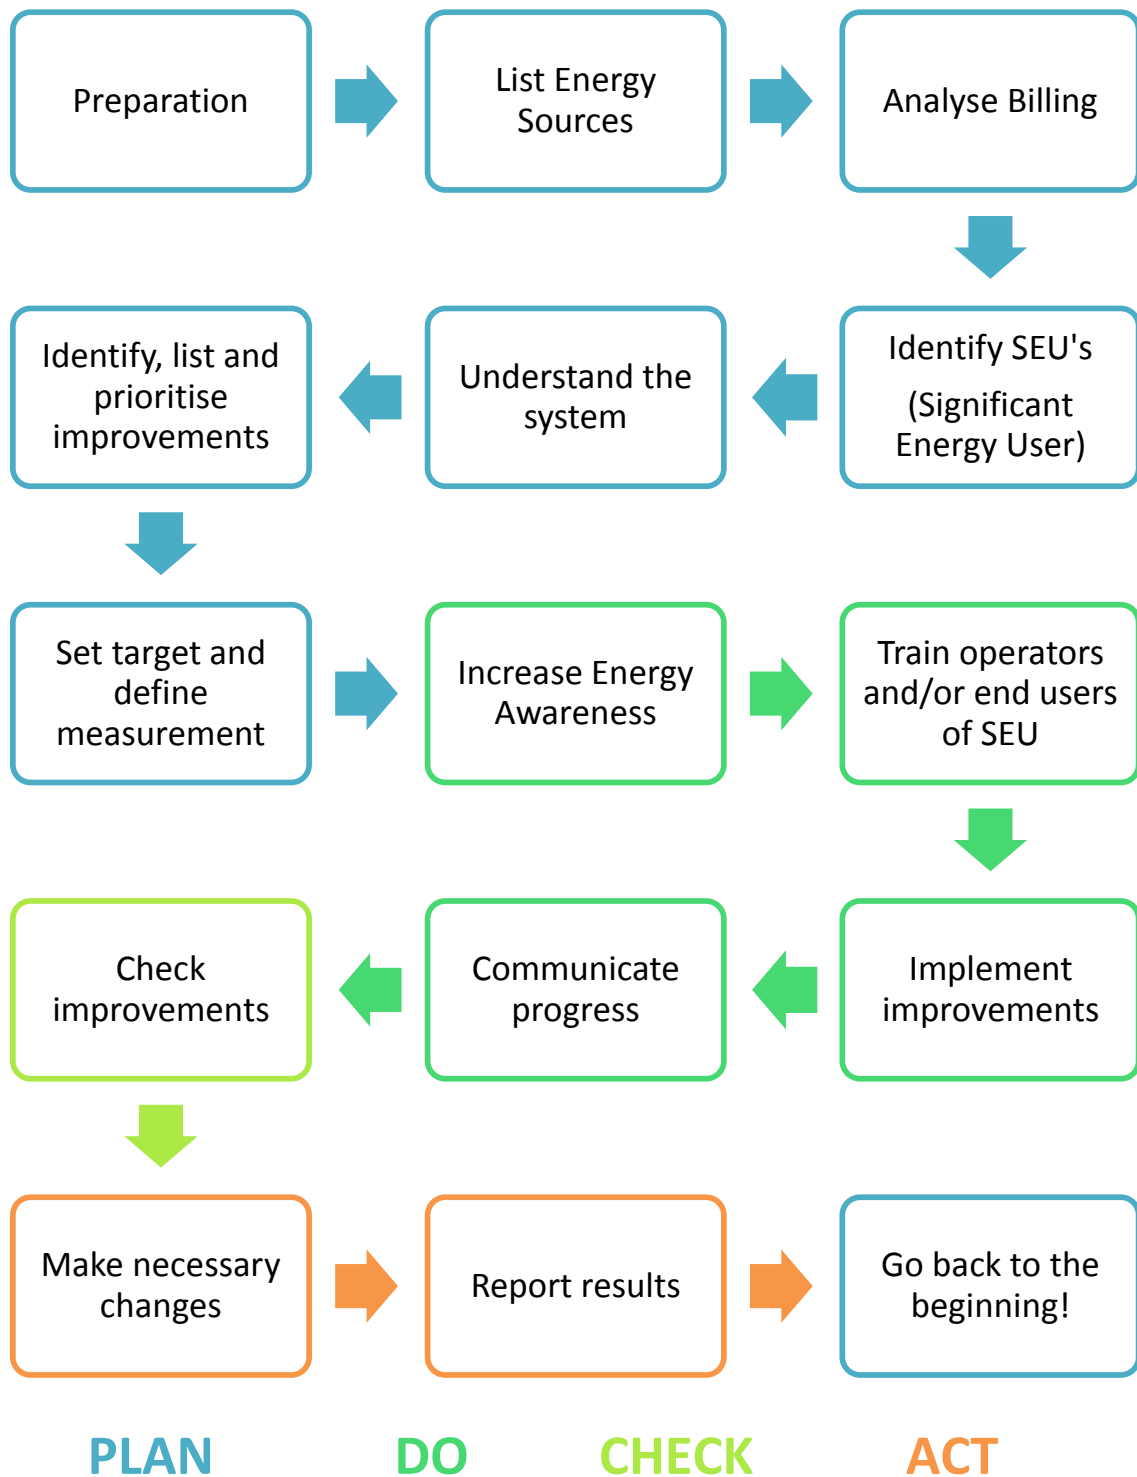 Preparation
List Energy
Sources
Analyse Billing
Identify, list and
prioritise
improvements
Understand the
system
Identify SEU's
(Significant
Energy User)
Set target and
define
measurement
Increase Energy
Awareness
Train operators
and/or end users
of SEU
Check
improvements
Communicate
progress
Implement
improvements
Make necessary
changes
Report results
Go back to the
beginning!
PLAN DO CHECK ACT